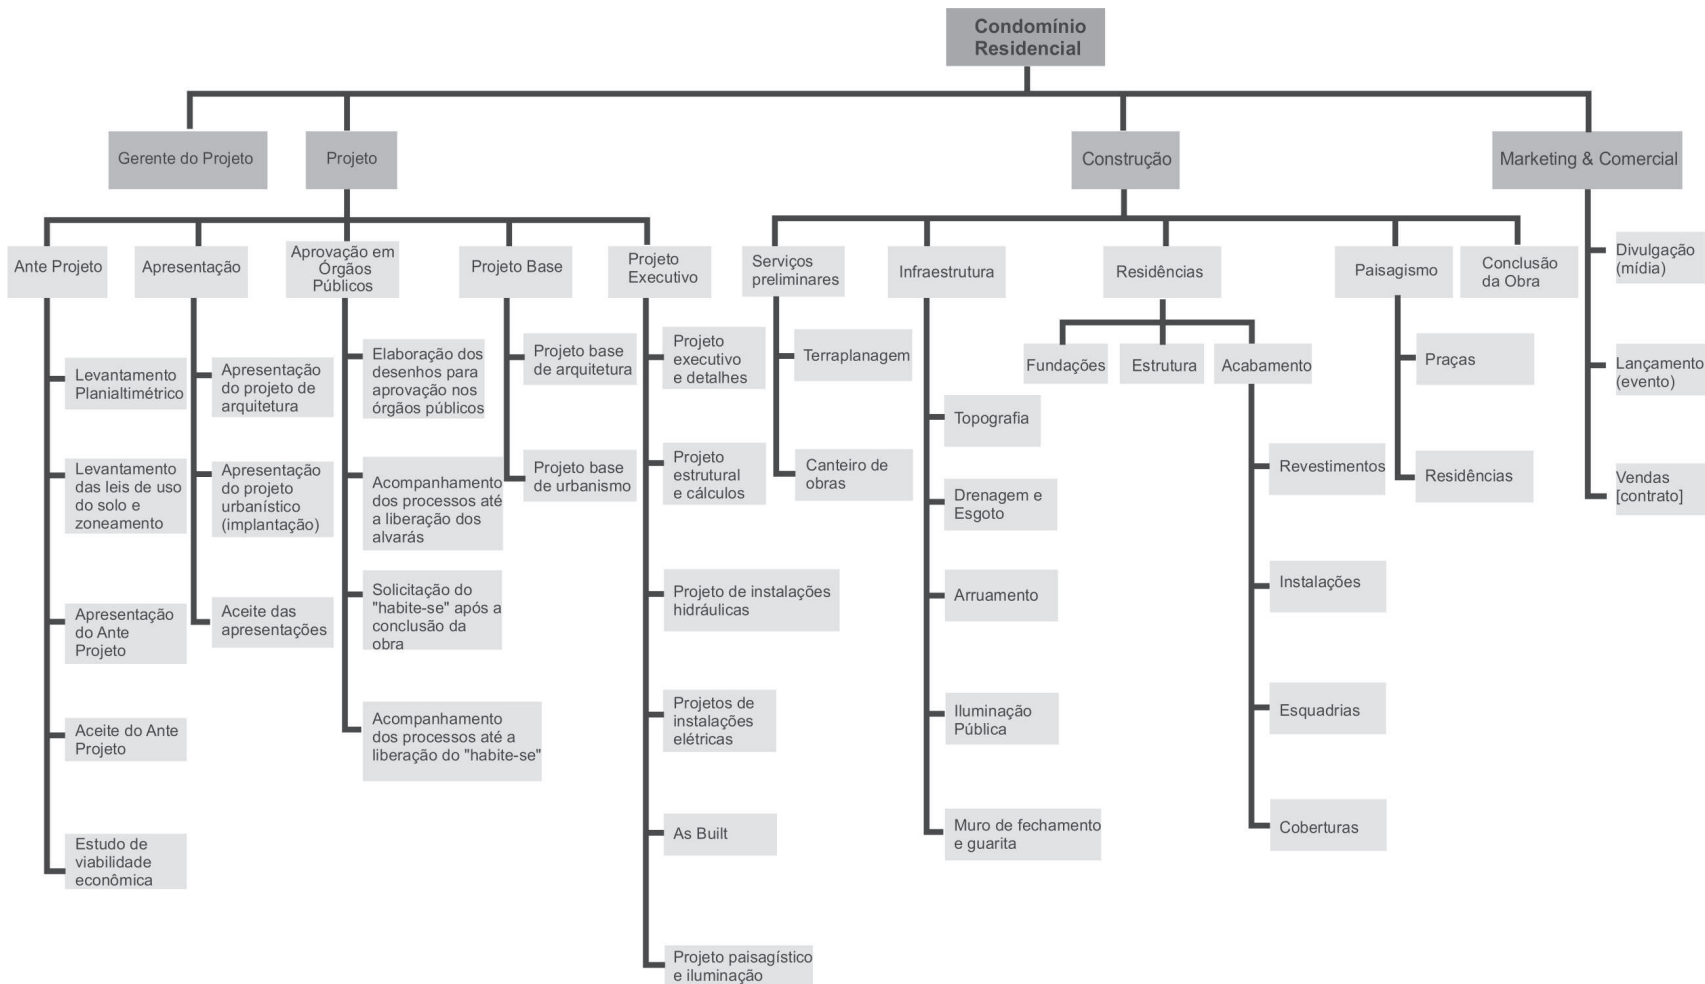 Condomínio
Residencial
Gerente do Projeto
Projeto
Construção
Marketing & Comercial
Ante Projeto
Apresentação
Aprovação em
Órgãos
Públicos
Projeto Base
Projeto
Executivo
Serviços
preliminares
Infraestrutura
Residências
Paisagismo
Conclusão
da Obra
Divulgação
(mídia)
Lançamento
(evento)
Vendas
[contrato]
Levantamento
Planialtimétrico
Levantamento
das leis de uso
do solo e
zoneamento
Apresentação
do Ante
Projeto
Aceite do Ante
Projeto
Estudo de
viabilidade
econômica
Apresentação
do projeto de
arquitetura
Apresentação
do projeto
urbanístico
(implantação)
Aceite das
apresentações
Elaboração dos
desenhos para
aprovação nos
órgãos públicos
Acompanhamento
dos processos até
a liberação dos
alvarás
Solicitação do
"habite-se" após a
conclusão da
obra
Acompanhamento
dos processos até a
liberação do "habite-se"
Projeto base
de arquitetura
Projeto base
de urbanismo
Projeto
executivo
e detalhes
Projeto
estrutural
e cálculos
Projeto de instalações
hidráulicas
Projetos de
instalações
elétricas
As Built
Projeto paisagístico
e iluminação
Terraplanagem
Canteiro de
obras
Topografia
Drenagem e
Esgoto
Arruamento
Iluminação
Pública
Muro de fechamento
e guarita
Fundações
Estrutura
Acabamento
Revestimentos
Instalações
Esquadrias
Coberturas
Praças
Residências